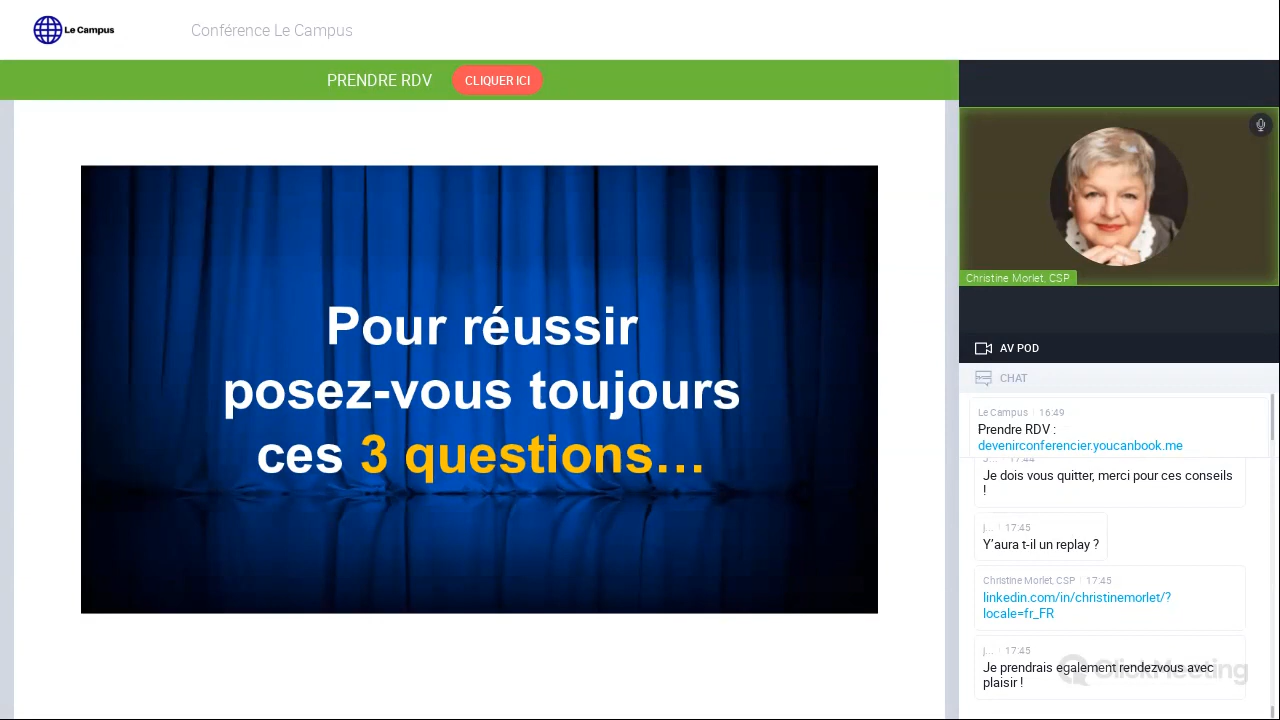 Le Campus
Conférence Le Campus
PRENDRE RDV
CLIQUER ICI
Pour réussir
posez-vous toujours
ces 3 questions...
Christine Morlet, CSP
AV POD
CHAT
Le Campus 16:49
Prendre RDV :
devenirconferencier.youcanbook.me
J... 17:44
Je dois vous quitter, merci pour ces conseils
!
j... 17:45
Y'aura t-il un replay ?
Christine Morlet, CSP 17:45
linkedin.com/in/christinemorlet/?
locale=fr_FR
j... 17:45
Je prendrais egalement rendezvous avec
plaisir !
ClickMeeting